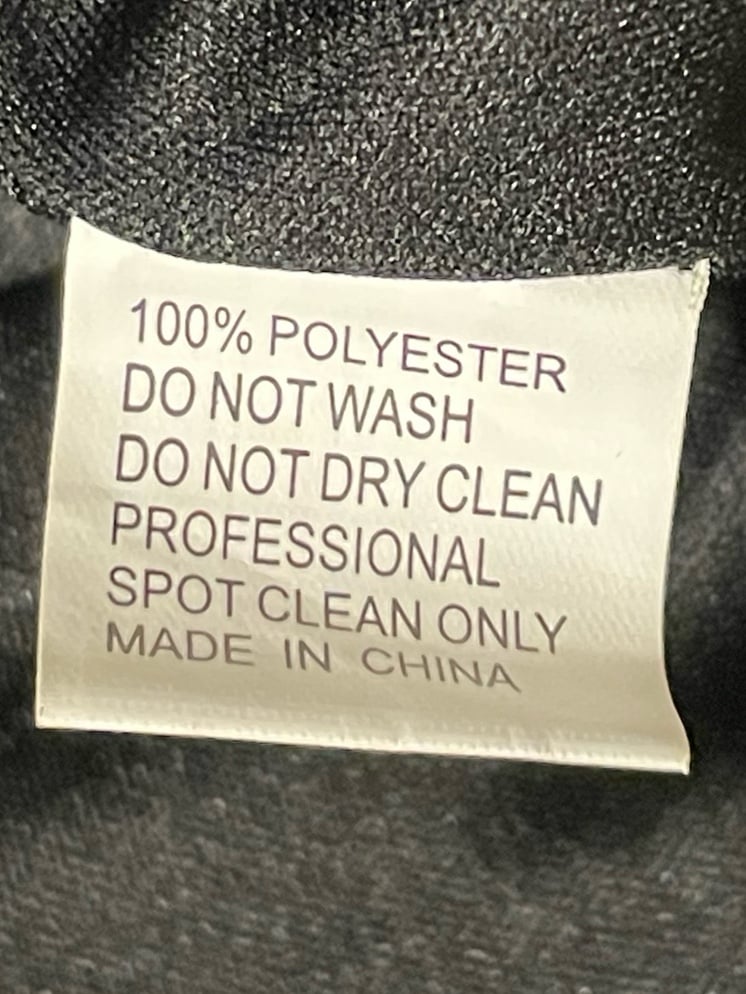 100% POLYESTER
DO NOT WASH
DO NOT DRY CLEAN
PROFESSIONAL
SPOT CLEAN ONLY
MADE IN CHINA